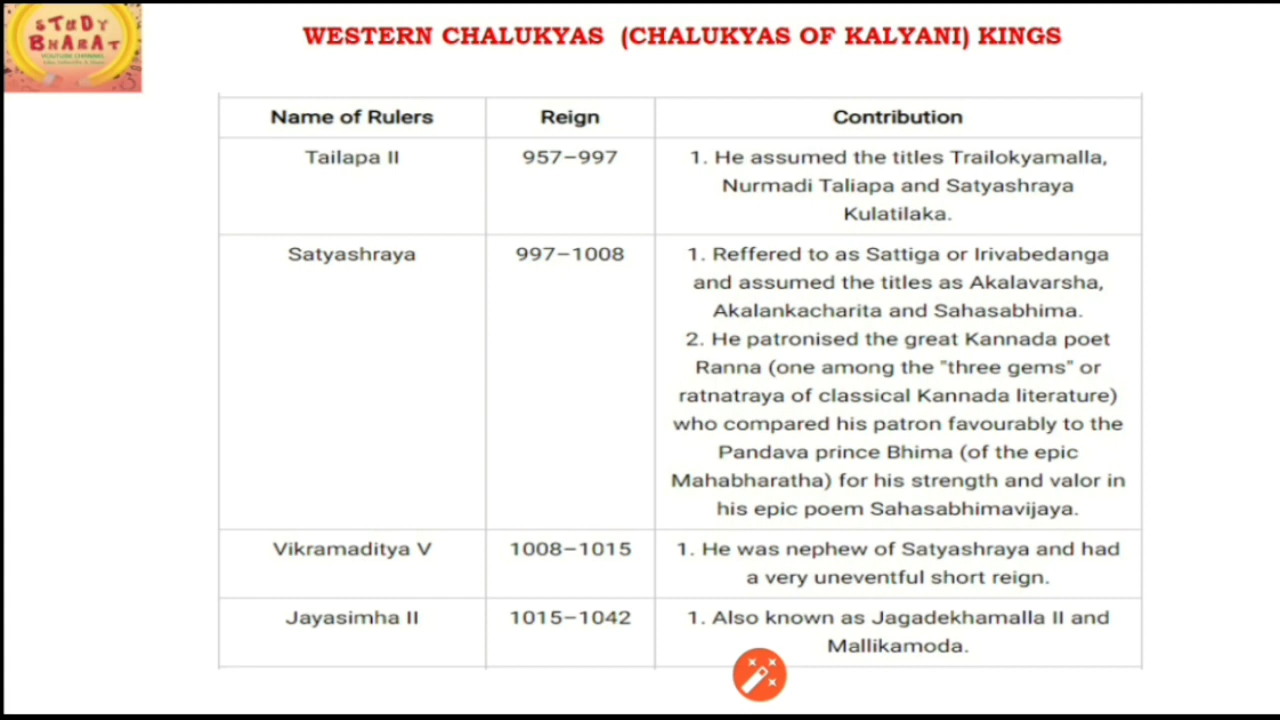 STUDY
BHARAT
YOUTUBE CHANNEL
WESTERN CHALUKYAS (CHALUKYAS OF KALYANI) KINGS
Name of Rulers Reign Contribution
Tailapa II 957–997 1. He assumed the titles Trailokyamalla,
Nurmadi Taliapa and Satyashraya
Kulatilaka.
Satyashraya 997–1008 1. Reffered to as Sattiga or Irivabedanga
and assumed the titles as Akalavarsha,
Akalankacharita and Sahasabhima.
2. He patronised the great Kannada poet
Ranna (one among the "three gems" or
ratnatraya of classical Kannada literature)
who compared his patron favourably to the
Pandava prince Bhima (of the epic
Mahabharatha) for his strength and valor in
his epic poem Sahasabhimavijaya.
Vikramaditya V 1008–1015 1. He was nephew of Satyashraya and had
a very uneventful short reign.
Jayasimha II 1015–1042 1. Also known as Jagadekhamalla II and
Mallikamoda.